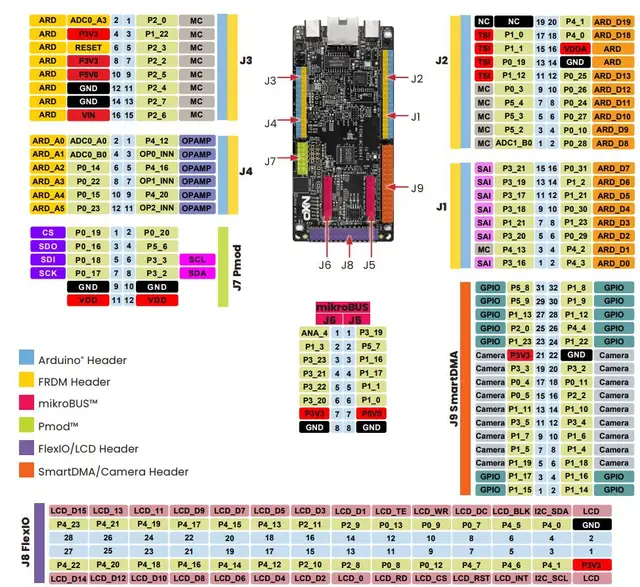 ARD ADC0_A3 2 1 P2_0 MC
ARD P3V3 4 3 P1_22 MC
ARD RESET 6 5 P2_3 MC
ARD P3V3 8 7 P2_2 MC
ARD P5V0 10 9 P2_5 MC
ARD GND 12 11 P2_4 MC
ARD GND 14 13 P2_7 MC
ARD VIN 16 15 P2_6 MC
J3
ARD_A0 ADC0_A0 2 1 P4_12 OPAMP
ARD_A1 ADC0_B0 4 3 OP0_INN OPAMP
ARD_A2 P0_14 6 5 P4_16 OPAMP
ARD_A3 P0_22 8 7 OP1_INN OPAMP
ARD_A4 P0_15 10 9 P4_20 OPAMP
ARD_A5 P0_23 12 11 OP2_INN OPAMP
J4
CS P0_19 1 2 P0_20
SDO P0_16 3 4 P5_6
SDI P0_18 5 6 P3_3 SCL
SCK P0_17 7 8 P3_2 SDA
GND 9 10 GND
VDD 11 12 VDD
J7 Pmod
J3
J4
J7
J2
J1
J9
J6 J8 J5
NXP
J2
NC NC 19 20 P4_1 ARD_D19
TSI P1_0 17 18 P4_0 ARD_D18
TSI P1_1 15 16 VDDA ARD
TSI P0_19 13 14 GND ARD
TSI P1_12 11 12 P0_25 ARD_D13
MC P0_3 9 10 P0_26 ARD_D12
MC P5_4 7 8 P0_24 ARD_D11
MC P5_3 5 6 P0_27 ARD_D10
MC P5_2 3 4 P0_10 ARD_D9
MC ADC1_B0 1 2 P0_28 ARD_D8
J1
SAI P3_21 15 16 P0_31 ARD_D7
SAI P3_19 13 14 P1_2 ARD_D6
SAI P3_17 11 12 P1_21 ARD_D5
SAI P3_18 9 10 P0_30 ARD_D4
SAI P1_21 7 8 P1_23 ARD_D3
SAI P3_20 5 6 P0_29 ARD_D2
MC P4_13 3 4 P4_2 ARD_D1
SAI P3_16 1 2 P4_3 ARD_D0
mikroBUS
J6 J5
ANA_4 1 1 P3_19
P1_3 2 2 P5_7
P3_23 3 3 P1_16
P3_21 4 4 P1_17
P3_22 5 5 P1_1
P3_20 6 6 P1_0
P3V3 7 7 P5V0
GND 8 8 GND
J9 SmartDMA
GPIO P5_8 31 32 P1_8 GPIO
GPIO P5_9 29 30 P1_9 GPIO
GPIO P1_13 27 28 P1_12 GPIO
GPIO P2_0 25 26 P4_4 GPIO
GPIO P1_23 23 24 P1_22 GPIO
Camera P3V3 21 22 GND Camera
Camera P3_3 19 20 P3_2 Camera
Camera P0_4 17 18 P0_11 Camera
Camera P0_5 15 16 P2_2 Camera
Camera P1_11 13 14 P1_10 Camera
Camera P3_5 11 12 P3_4 Camera
Camera P1_7 9 10 P1_6 Camera
Camera P1_5 7 8 P1_4 Camera
Camera P1_19 5 6 P1_18 Camera
GPIO P1_17 3 4 P1_16 GPIO
GPIO P1_15 1 2 P1_14 GPIO
Arduino® Header
FRDM Header
mikroBUS™
Pmod™
FlexIO/LCD Header
SmartDMA/Camera Header
J8 FlexIO
LCD_D15 LCD_13 LCD_11 LCD_D9 LCD_D7 LCD_D5 LCD_D3 LCD_D1 LCD_TE LCD_WR LCD_DC LCD_BLK I2C_SDA LCD
P4_23 P4_21 P4_19 P4_17 P4_15 P4_13 P2_11 P2_9 P0_13 P0_9 P0_7 P4_5 P4_0 GND
28 26 24 22 20 18 16 14 12 10 8 6 4 2
27 25 23 21 19 17 15 13 11 9 7 5 3 1
P4_22 P4_20 P4_18 P4_16 P4_14 P4_12 P2_10 P2_8 P0_8 P0_12 P0_14 P4_6 P4_1 P3V3
LCD_D14 LCD_D12 LCD_D10 LCD_D8 LCD_D6 LCD_D4 LCD_D2 LCD_0 LCD_RD LCD_CS LCD_RST LCD_INT I2C_SCL LCD